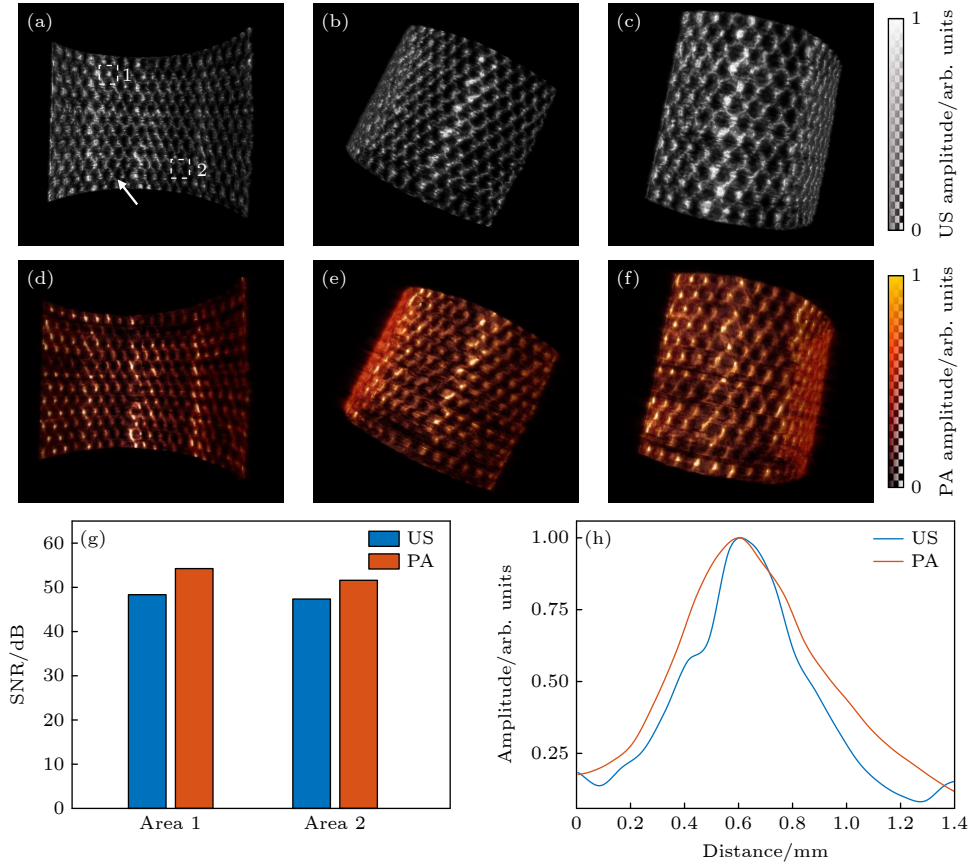 (a)
1
2
(b)
(c)
1
0
US amplitude/arb. units
(d)
(e)
(f)
1
0
PA amplitude/arb. units
(g)
US
PA
60
50
40
30
20
10
0
SNR/dB
Area 1
Area 2
(h)
US
PA
1.00
0.75
0.50
0.25
Amplitude/arb. units
0
0.2
0.4
0.6
0.8
1.0
1.2
1.4
Distance/mm